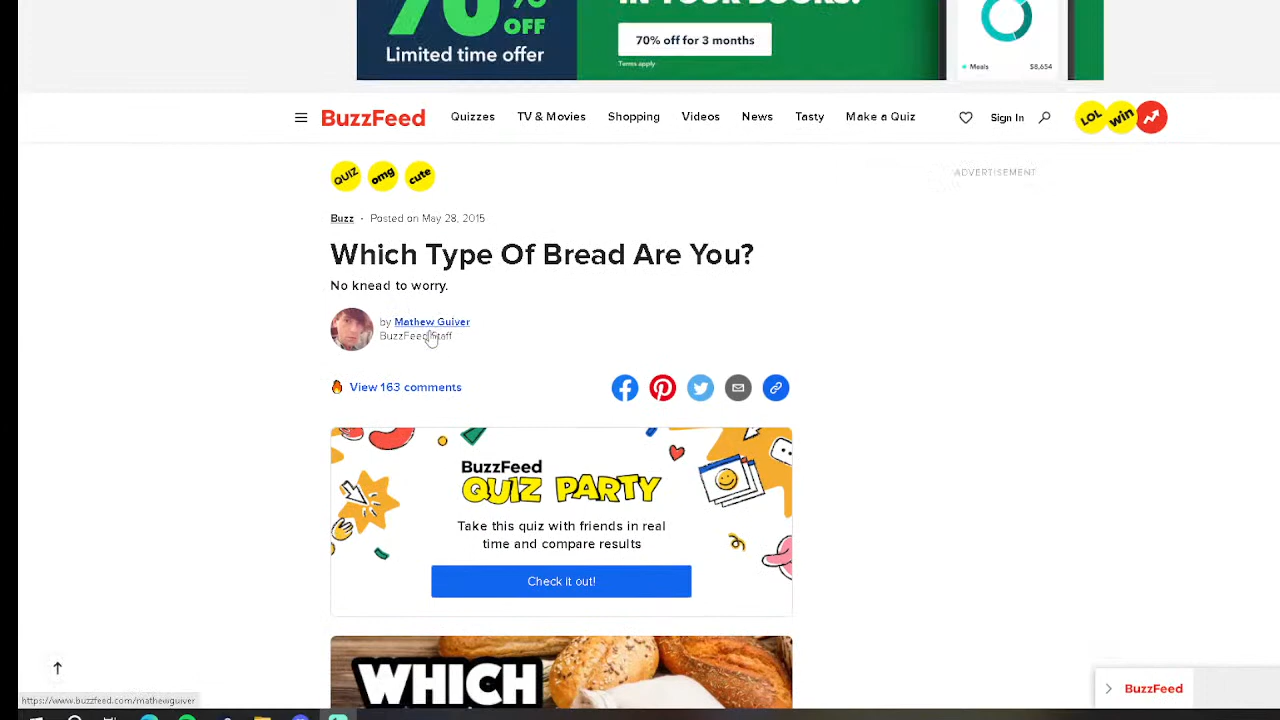 70%
OFF
Limited time offer
IN YOUR BOOKS.
70% off for 3 months
Terms apply
Meals $8,654
BuzzFeed Quizzes TV & Movies Shopping Videos News Tasty Make a Quiz Sign In LOL win
QUIZ omg cute
ADVERTISEMENT
Buzz · Posted on May 28, 2015
Which Type Of Bread Are You?
No knead to worry.
by Mathew Guiver
BuzzFeed Staff
View 163 comments
BuzzFeed
QUIZ PARTY
Take this quiz with friends in real
time and compare results
Check it out!
WHICH
BuzzFeed
https://www.buzzfeed.com/mathewguiver